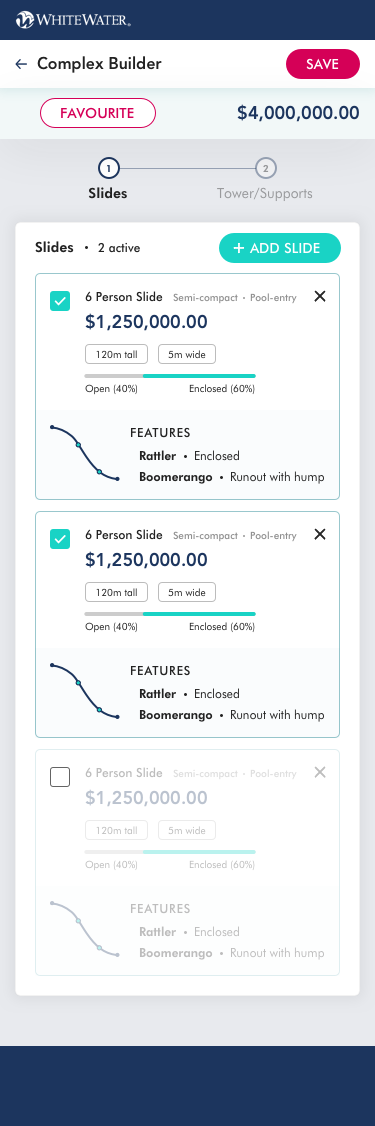 WHITEWATER.
Complex Builder
SAVE
FAVOURITE
$4,000,000.00
1
2
Slides
Tower/Supports
Slides • 2 active
+ ADD SLIDE
6 Person Slide Semi-compact • Pool-entry
$1,250,000.00
120m tall 5m wide
Open (40%) Enclosed (60%)
FEATURES
Rattler • Enclosed
Boomerango • Runout with hump
6 Person Slide Semi-compact • Pool-entry
$1,250,000.00
120m tall 5m wide
Open (40%) Enclosed (60%)
FEATURES
Rattler • Enclosed
Boomerango • Runout with hump
6 Person Slide Semi-compact • Pool-entry
$1,250,000.00
120m tall 5m wide
Open (40%) Enclosed (60%)
FEATURES
Rattler • Enclosed
Boomerango • Runout with hump